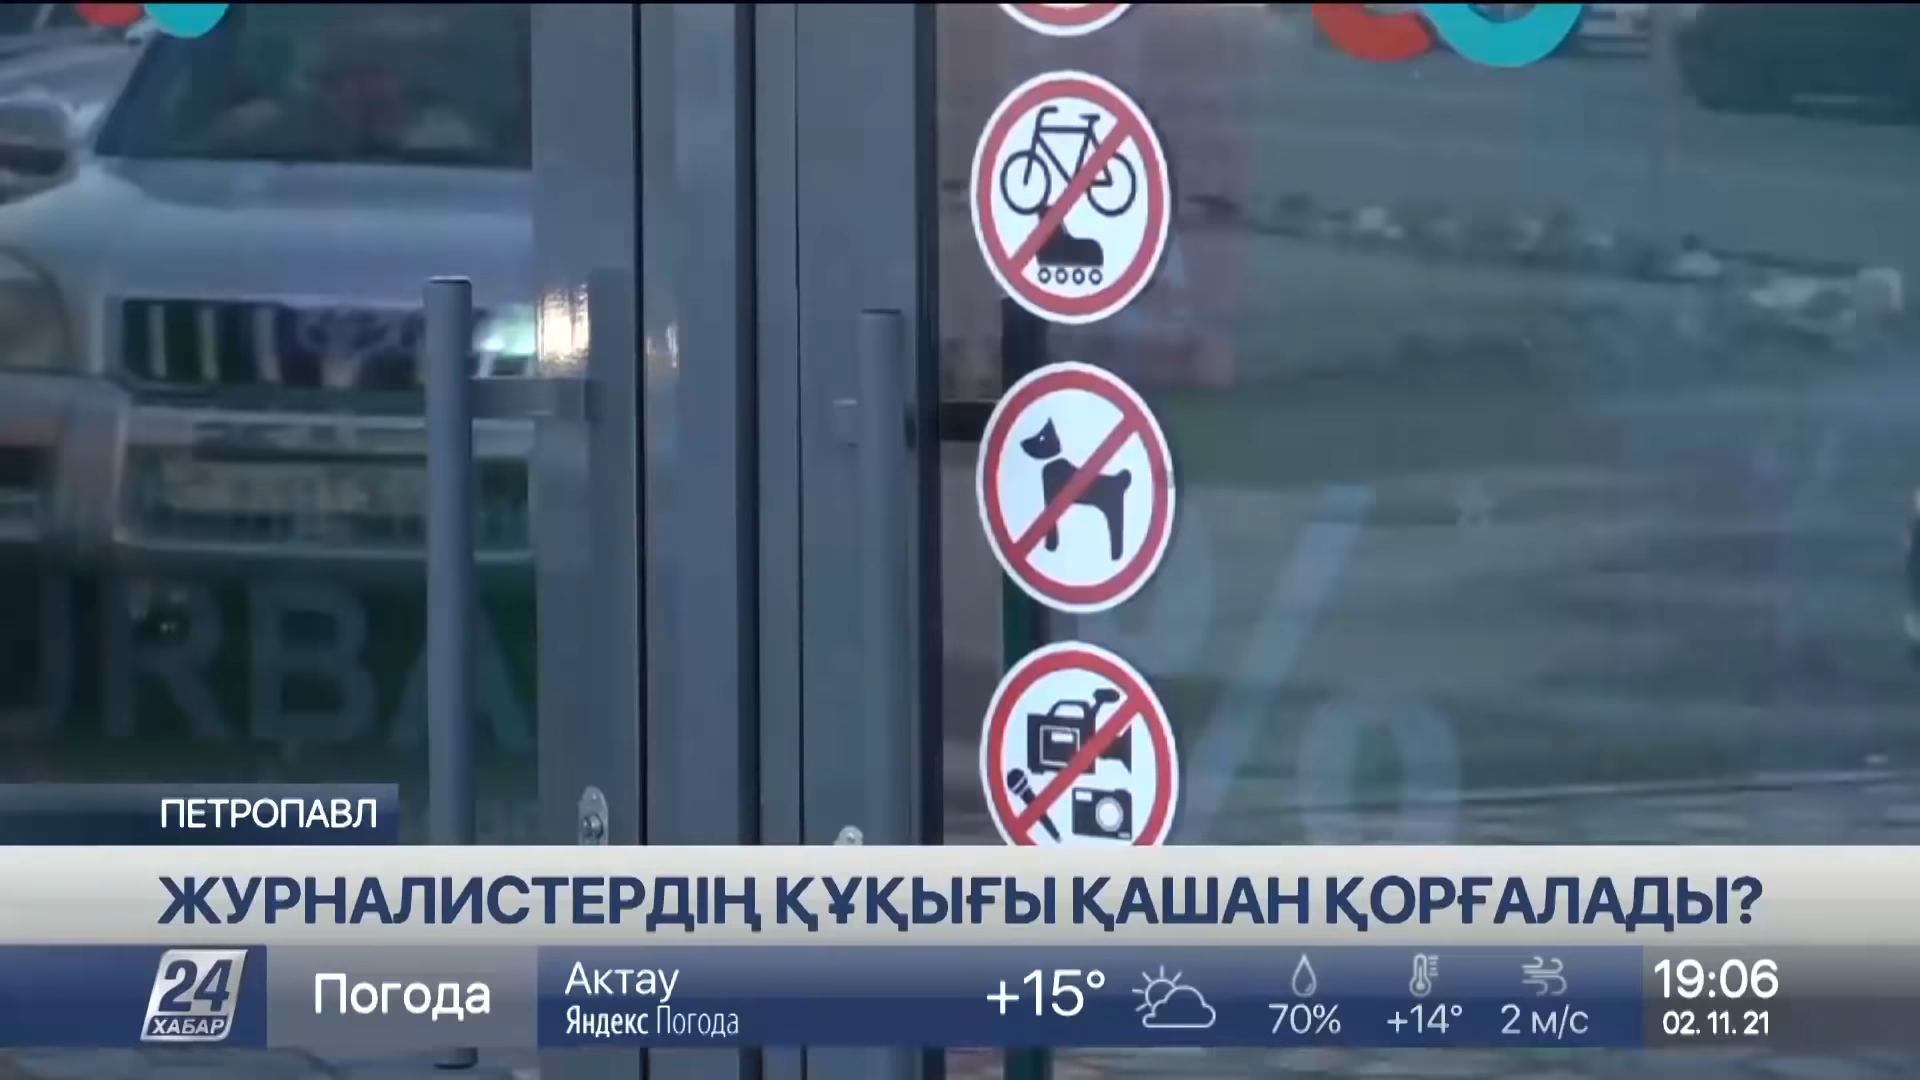 %
URBA
ПЕТРОПАВЛ
ЖУРНАЛИСТЕРДІҢ ҚҰҚЫҒЫ ҚАШАН ҚОРҒАЛАДЫ?
24
ХАБАР
Погода
Актау
Яндекс Погода
+15°
70%
+14°
2 м/с
19:06
02. 11. 21